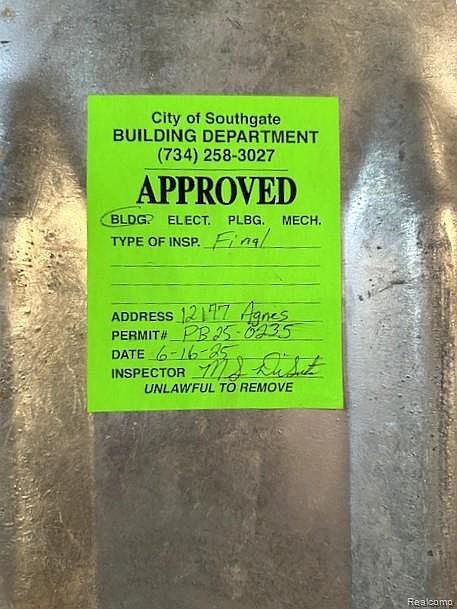 City of Southgate
BUILDING DEPARTMENT
(734) 258-3027
APPROVED
BLDG. ELECT. PLBG. MECH.
TYPE OF INSP. Final
ADDRESS 12177 Agnes
PERMIT# PB25-0235
DATE 6-16-25
INSPECTOR
UNLAWFUL TO REMOVE
Realcomp